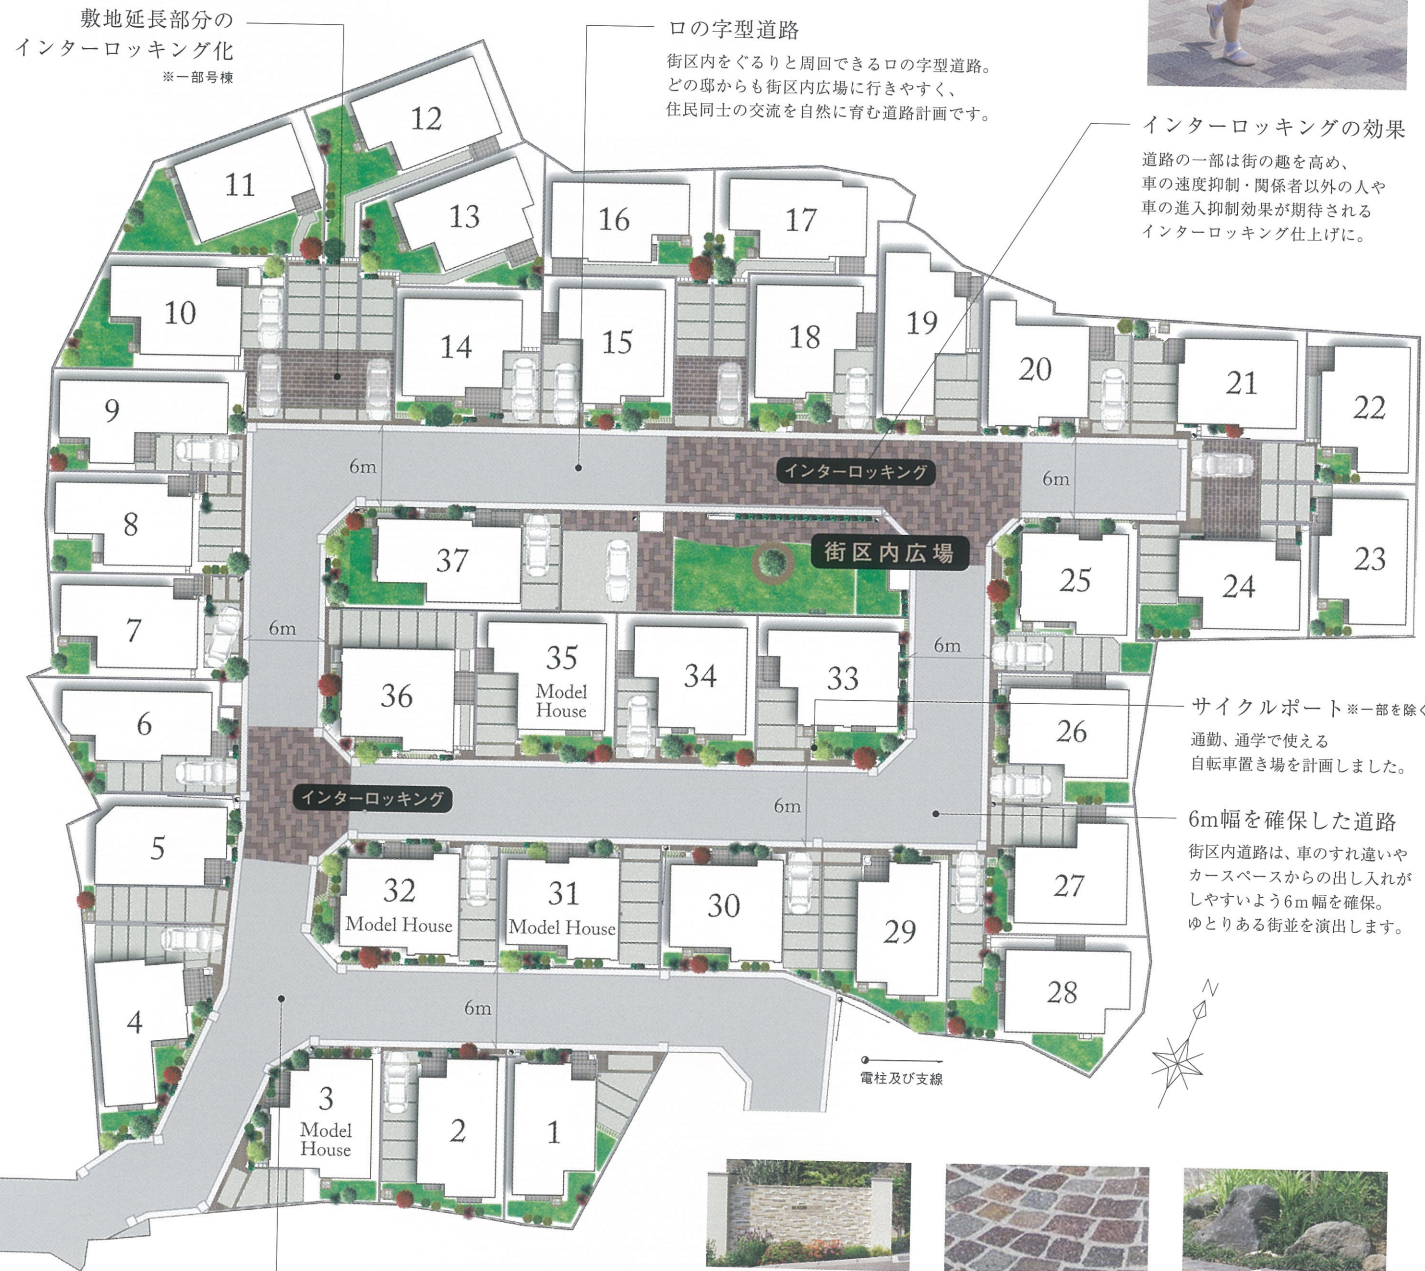 敷地延長部分の
インターロッキング化
※一部号棟
ロの字型道路
街区内をぐるりと周回できるロの字型道路。
どの邸からも街区内広場に行きやすく、
住民同士の交流を自然に育む道路計画です。
インターロッキングの効果
道路の一部は街の趣を高め、
車の速度抑制・関係者以外の人や
車の進入抑制効果が期待される
インターロッキング仕上げに。
12
11
13
16
17
10
14
15
18
19
20
21
22
9
6m
インターロッキング
6m
8
37
街区内広場
25
24
23
7
6m
36
35
Model
House
34
33
6m
6
26
サイクルポート※一部を除く
通勤、通学で使える
自転車置き場を計画しました。
インターロッキング
6m
6m幅を確保した道路
街区内道路は、車のすれ違いや
カースペースからの出し入れが
しやすいよう6m幅を確保。
ゆとりある街並を演出します。
5
32
Model House
31
Model House
30
29
27
28
4
6m
N
電柱及び支線
3
Model
House
2
1